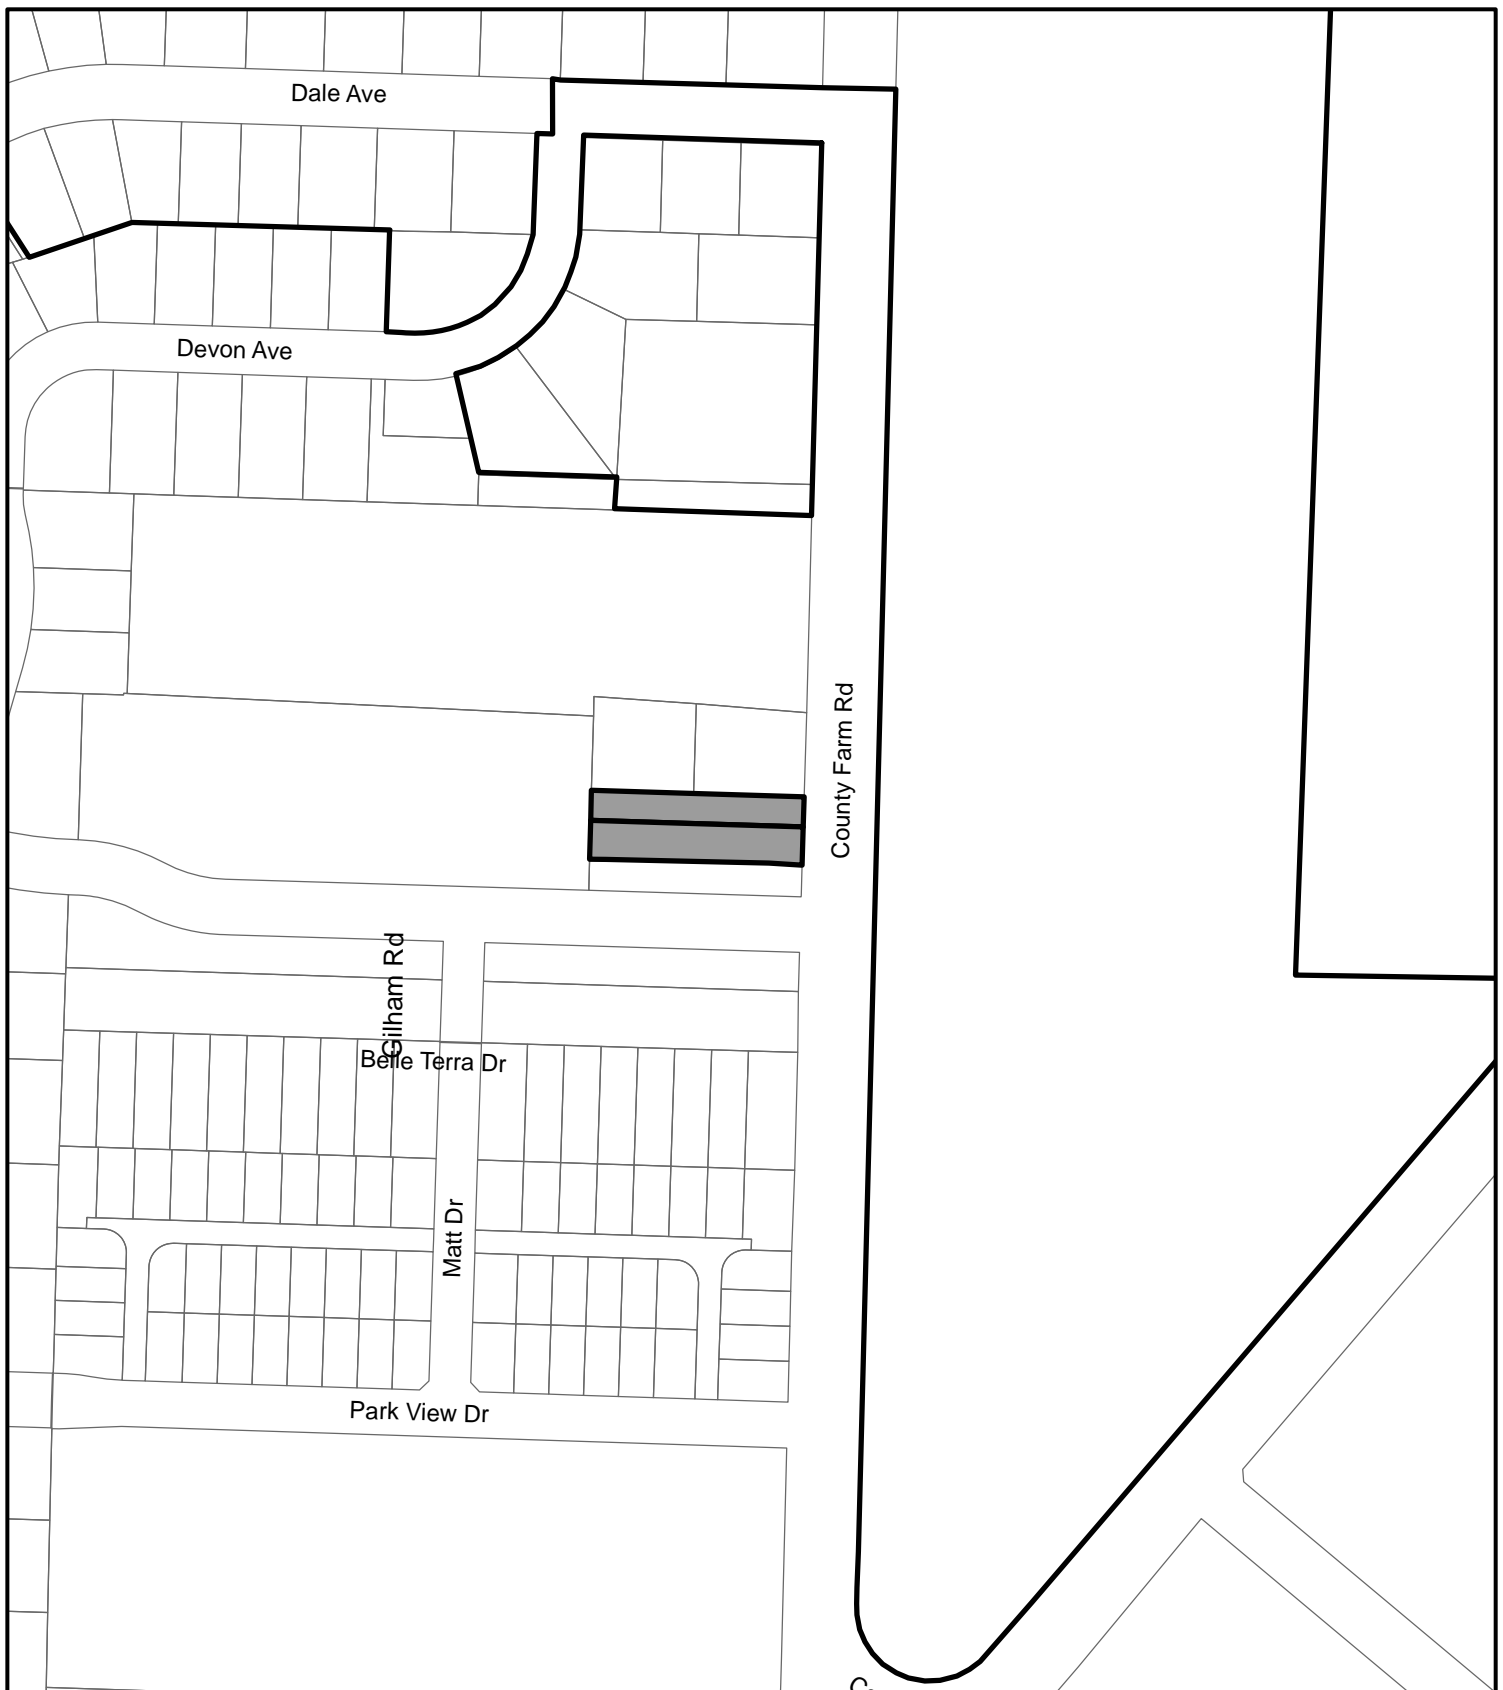 Dale Ave
Devon Ave
County Farm Rd
Gilham Rd
Belle Terra Dr
Matt Dr
Park View Dr